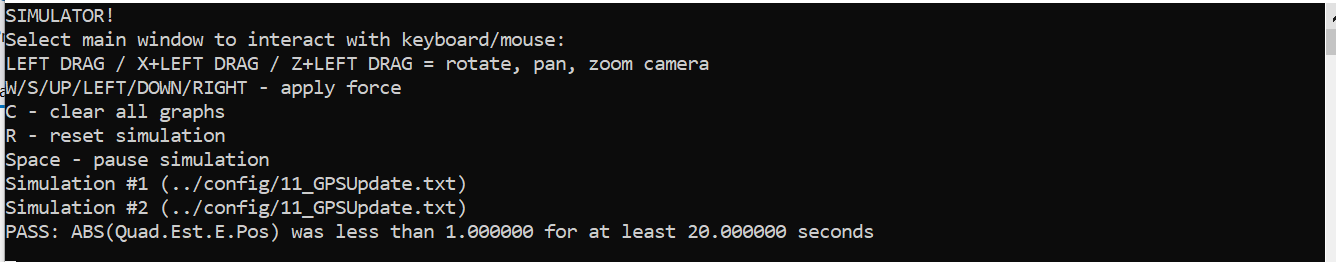 SIMULATOR!
Select main window to interact with keyboard/mouse:
LEFT DRAG / X+LEFT DRAG / Z+LEFT DRAG = rotate, pan, zoom camera
W/S/UP/LEFT/DOWN/RIGHT - apply force
C - clear all graphs
R - reset simulation
Space - pause simulation
Simulation #1 (../config/11_GPSUpdate.txt)
Simulation #2 (../config/11_GPSUpdate.txt)
PASS: ABS(Quad.Est.E.Pos) was less than 1.000000 for at least 20.000000 seconds